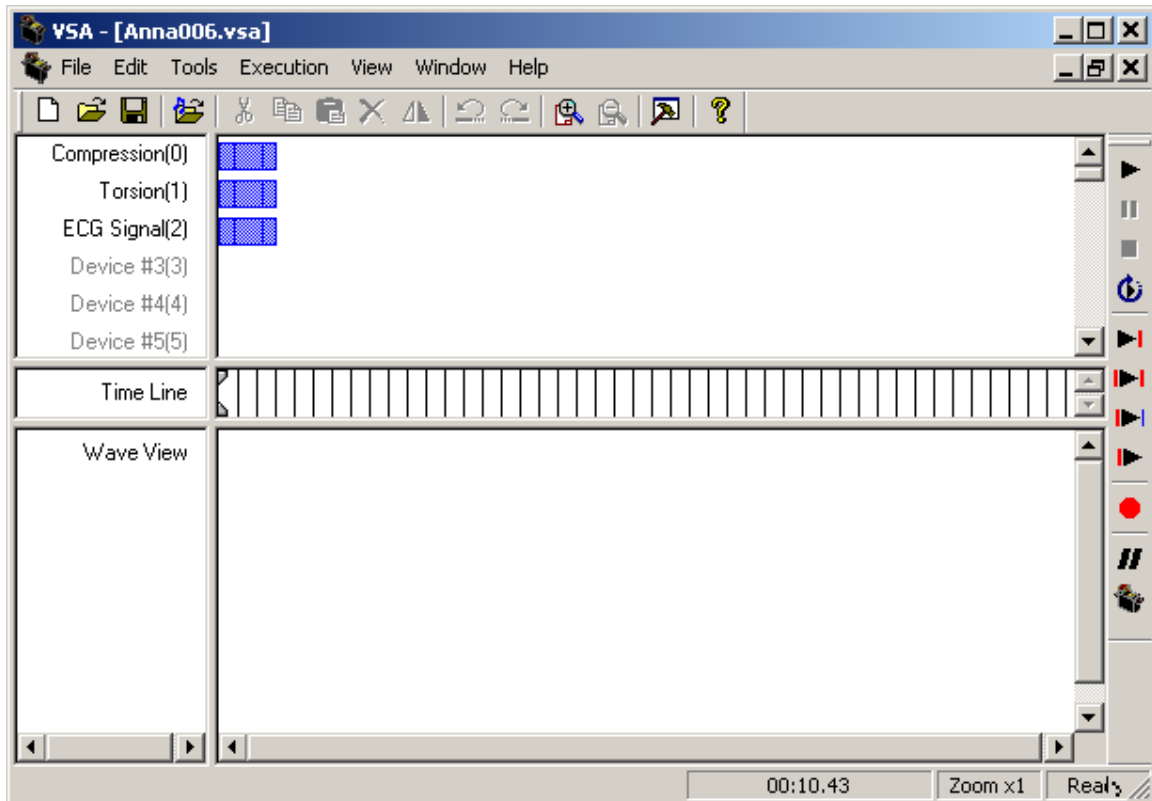 VSA - [Anna006.vsa]
File Edit Tools Execution View Window Help
Compression(0)
Torsion(1)
ECG Signal(2)
Device #3(3)
Device #4(4)
Device #5(5)
Time Line
Wave View
00:10.43 Zoom x1 Ready